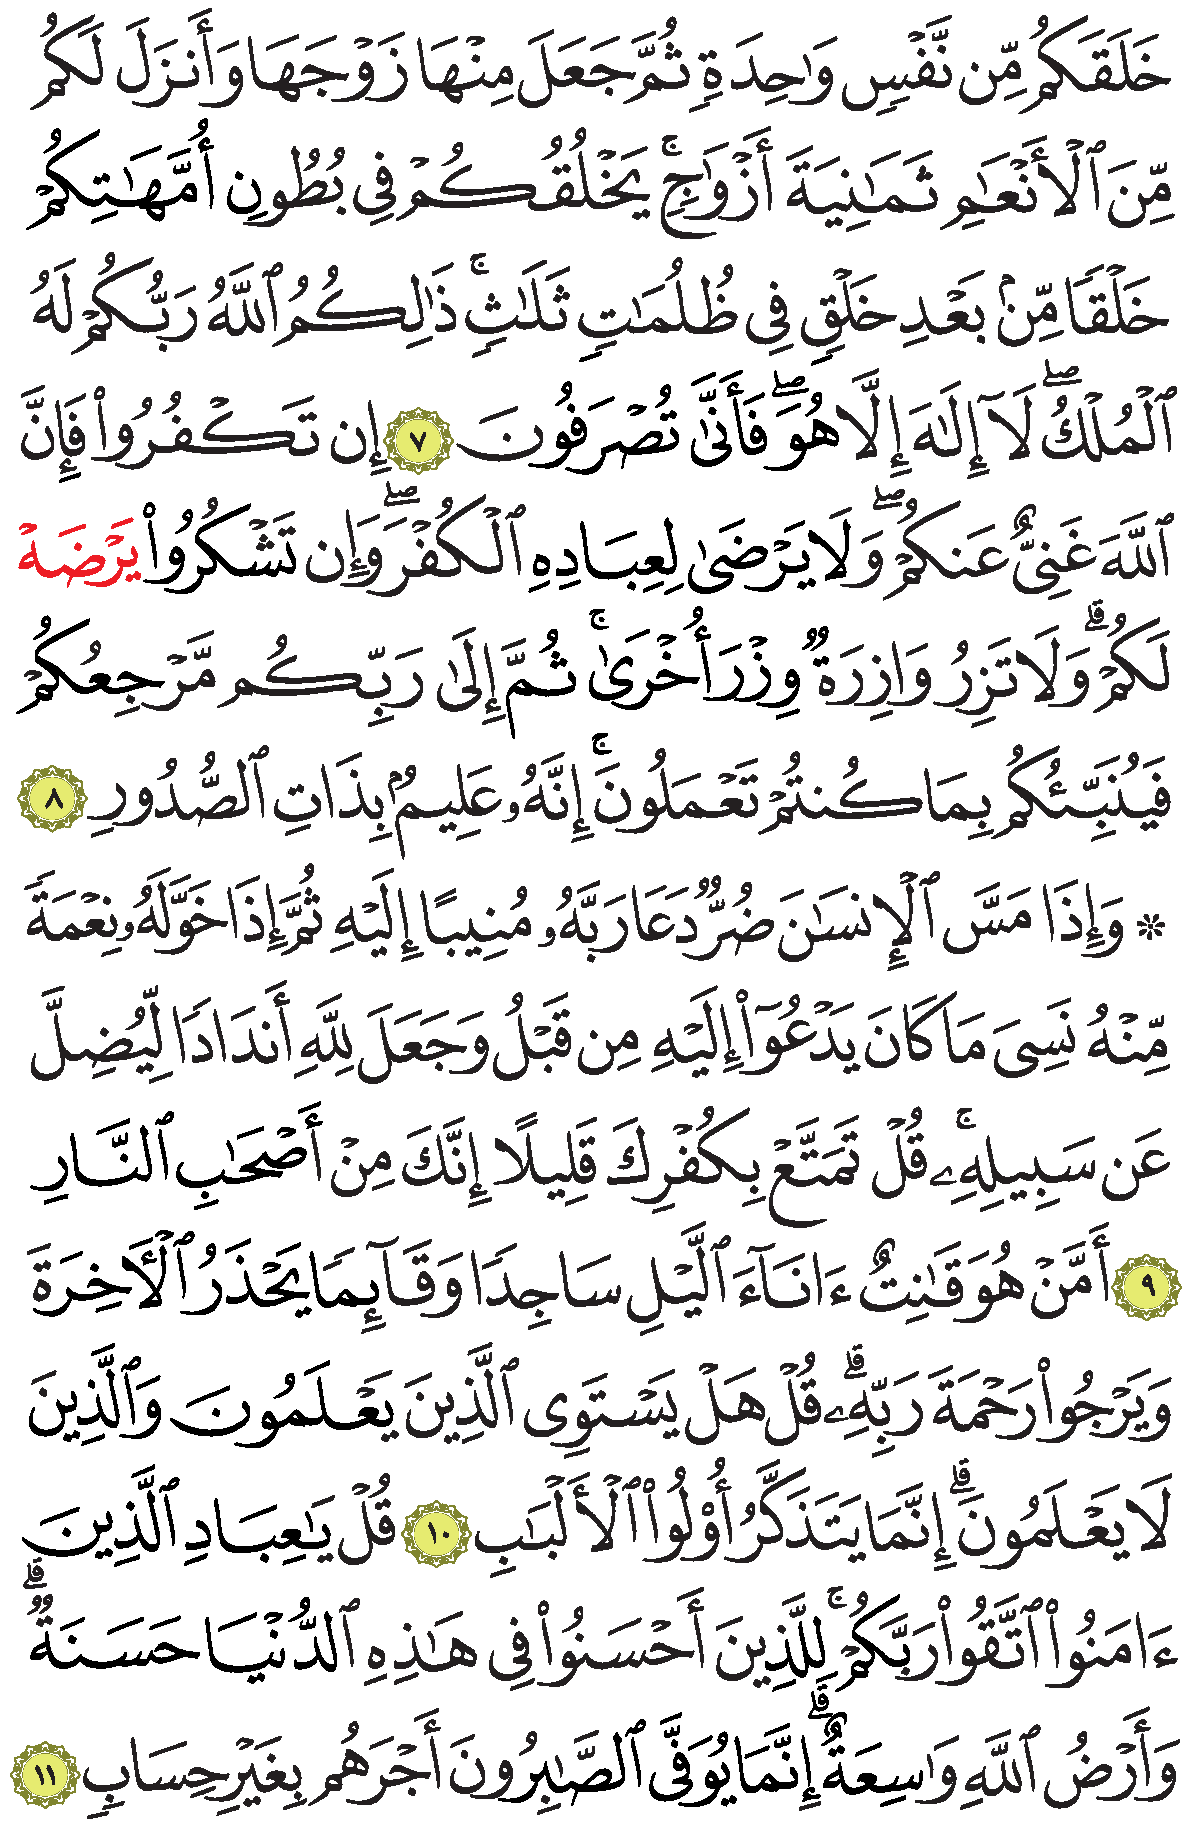 خَلَقَكُم مِّن نَّفۡسٖ وَٰحِدَةٖ ثُمَّ جَعَلَ مِنۡهَا زَوۡجَهَا وَأَنزَلَ لَكُم
مِّنَ ٱلۡأَنۡعَٰمِ ثَمَٰنِيَةَ أَزۡوَٰجٖۚ يَخۡلُقُكُمۡ فِي بُطُونِ أُمَّهَٰتِكُمۡ
خَلۡقٗا مِّنۢ بَعۡدِ خَلۡقٖ فِي ظُلُمَٰتٖ ثَلَٰثٖۚ ذَٰلِكُمُ ٱللَّهُ رَبُّكُمۡ لَهُ
ٱلۡمُلۡكُۖ لَآ إِلَٰهَ إِلَّا هُوَۖ فَأَنَّىٰ تُصۡرَفُونَ ٧ إِن تَكۡفُرُواْ فَإِنَّ
ٱللَّهَ غَنِيٌّ عَنكُمۡۖ وَلَا يَرۡضَىٰ لِعِبَادِهِ ٱلۡكُفۡرَۖ وَإِن تَشۡكُرُواْ يَرۡضَهۡ
لَكُمۡۗ وَلَا تَزِرُ وَازِرَةٞ وِزۡرَ أُخۡرَىٰۚ ثُمَّ إِلَىٰ رَبِّكُم مَّرۡجِعُكُمۡ
فَيُنَبِّئُكُم بِمَا كُنتُمۡ تَعۡمَلُونَۚ إِنَّهُۥ عَلِيمُۢ بِذَاتِ ٱلصُّدُورِ ٨
۞ وَإِذَا مَسَّ ٱلۡإِنسَٰنَ ضُرّٞ دَعَا رَبَّهُۥ مُنِيبًا إِلَيۡهِ ثُمَّ إِذَا خَوَّلَهُۥ نِعۡمَةٗ
مِّنۡهُ نَسِيَ مَا كَانَ يَدۡعُوٓاْ إِلَيۡهِ مِن قَبۡلُ وَجَعَلَ لِلَّهِ أَندَادٗا لِّيُضِلَّ
عَن سَبِيلِهِۦۚ قُلۡ تَمَتَّعۡ بِكُفۡرِكَ قَلِيلًا إِنَّكَ مِنۡ أَصۡحَٰبِ ٱلنَّارِ
٩ أَمَّنۡ هُوَ قَٰنِتٌ ءَانَآءَ ٱلَّيۡلِ سَاجِدٗا وَقَآئِمٗا يَحۡذَرُ ٱلۡأٓخِرَةَ
وَيَرۡجُواْ رَحۡمَةَ رَبِّهِۦۗ قُلۡ هَلۡ يَسۡتَوِي ٱلَّذِينَ يَعۡلَمُونَ وَٱلَّذِينَ
لَا يَعۡلَمُونَۗ إِنَّمَا يَتَذَكَّرُ أُوْلُواْ ٱلۡأَلۡبَٰبِ ١٠ قُلۡ يَٰعِبَادِ ٱلَّذِينَ
ءَامَنُواْ ٱتَّقُواْ رَبَّكُمۡۚ لِلَّذِينَ أَحۡسَنُواْ فِي هَٰذِهِ ٱلدُّنۡيَا حَسَنَةٞۗ
وَأَرۡضُ ٱللَّهِ وَٰسِعَةٌۗ إِنَّمَا يُوَفَّى ٱلصَّٰبِرُونَ أَجۡرَهُم بِغَيۡرِ حِسَابٖ ١١